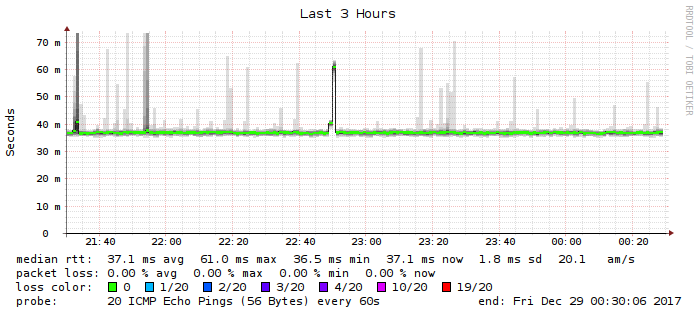 Last 3 Hours
RRDTOOL / TOBI OETIKER
Seconds
70 m
60 m
50 m
40 m
30 m
20 m
10 m
0
21:40 22:00 22:20 22:40 23:00 23:20 23:40 00:00 00:20
median rtt: 37.1 ms avg 61.0 ms max 36.5 ms min 37.1 ms now 1.8 ms sd 20.1 am/s
packet loss: 0.00 % avg 0.00 % max 0.00 % min 0.00 % now
loss color: 0 1/20 2/20 3/20 4/20 10/20 19/20
probe: 20 ICMP Echo Pings (56 Bytes) every 60s end: Fri Dec 29 00:30:06 2017